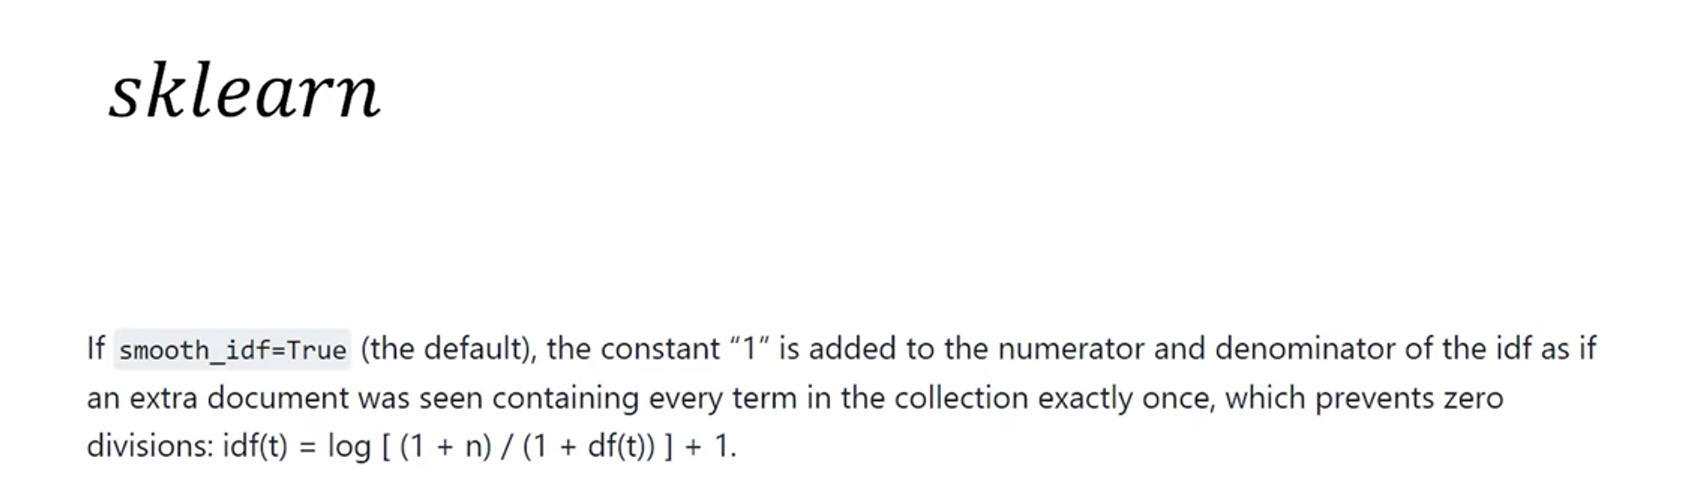 sklearn
If smooth_idf=True (the default), the constant “1” is added to the numerator and denominator of the idf as if
an extra document was seen containing every term in the collection exactly once, which prevents zero
divisions: idf(t) = log [ (1 + n) / (1 + df(t)) ] + 1.